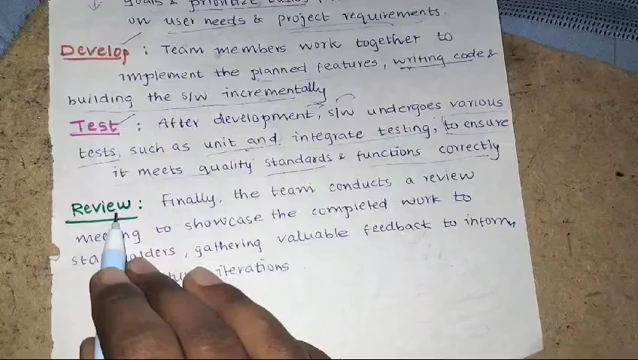 goals & prioritize
on user needs & project requirements.
Develop : Team members work together to
implement the planned features, writing code &
building the s/w incrementally
Test : After development, s/w undergoes various
tests, such as unit and integrate testing, to ensure
it meets quality standards & functions correctly
Review : Finally, the team conducts a review
to showcase the completed work to
, gathering valuable feedback to inform
iterations